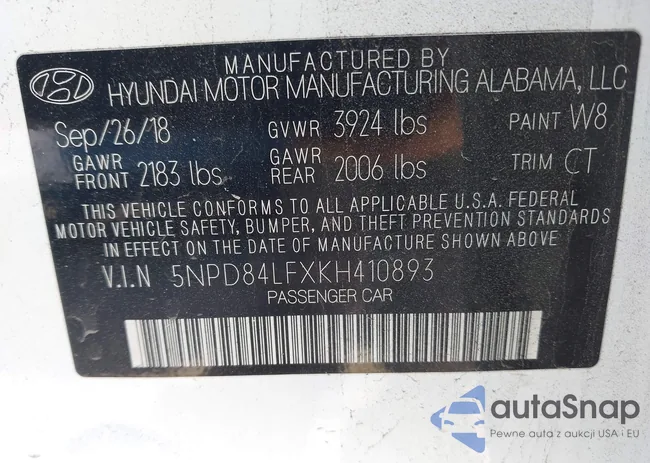 MANUFACTURED BY
HYUNDAI MOTOR MANUFACTURING ALABAMA, LLC
Sep/26/18 GVWR 3924 lbs PAINT W8
GAWR FRONT 2183 lbs GAWR REAR 2006 lbs TRIM CT
THIS VEHICLE CONFORMS TO ALL APPLICABLE U.S.A. FEDERAL
MOTOR VEHICLE SAFETY, BUMPER, AND THEFT PREVENTION STANDARDS
IN EFFECT ON THE DATE OF MANUFACTURE SHOWN ABOVE
V.I.N 5NPD84LFXKH410893
PASSENGER CAR
autaSnap
Pewne auta z aukcji USA i EU